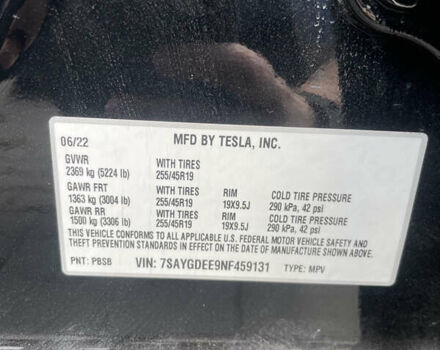 06/22 MFD BY TESLA, INC.
GVWR WITH TIRES
2369 kg (5224 lb) 255/45R19
GAWR FRT WITH TIRES RIM COLD TIRE PRESSURE
1363 kg (3004 lb) 255/45R19 19X9.5J 290 kPa, 42 psi
GAWR RR WITH TIRES RIM COLD TIRE PRESSURE
1500 kg (3306 lb) 255/45R19 19X9.5J 290 kPa, 42 psi
THIS VEHICLE CONFORMS TO ALL APPLICABLE U.S. FEDERAL MOTOR VEHICLE SAFETY AND
THEFT PREVENTION STANDARDS IN EFFECT ON THE DATE OF MANUFACTURE SHOWN ABOVE.
PNT: PBSB VIN: 7SAYGDEE9NF459131 TYPE: MPV